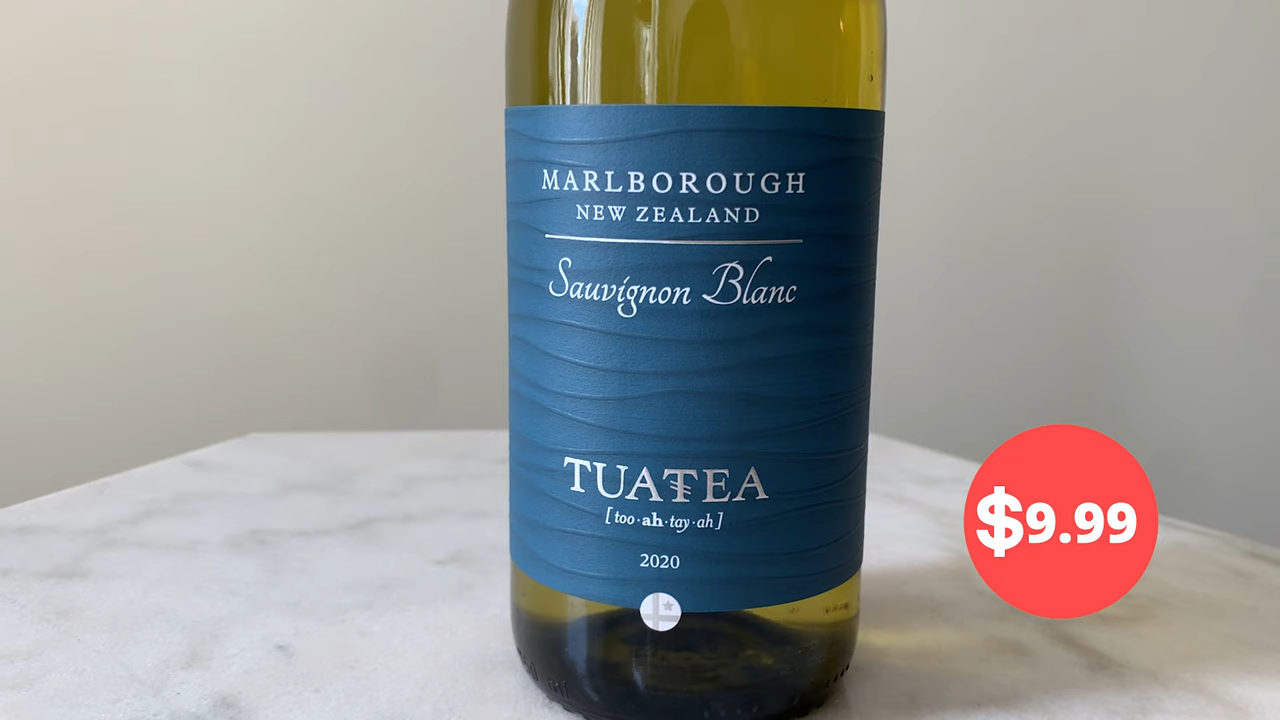 MARLBOROUGH
NEW ZEALAND
Sauvignon Blanc
TUATEA
[too·ah·tay·ah]
2020
$9.99